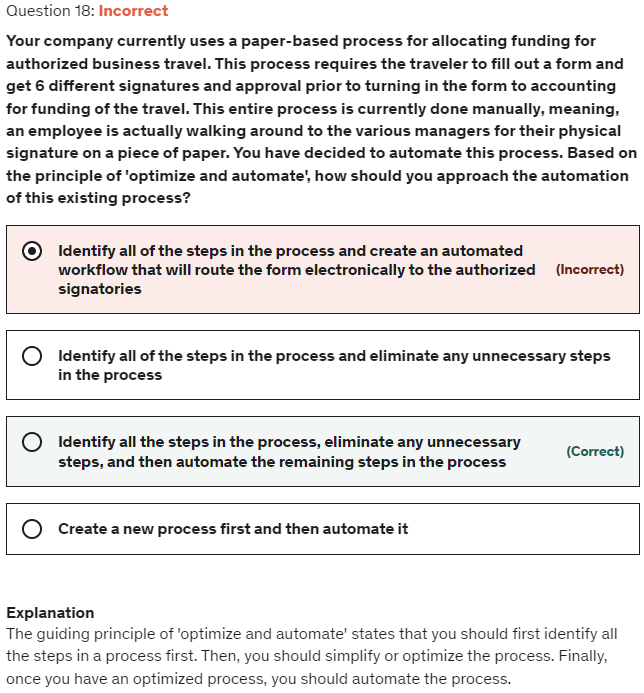 Question 18: Incorrect
Your company currently uses a paper-based process for allocating funding for
authorized business travel. This process requires the traveler to fill out a form and
get 6 different signatures and approval prior to turning in the form to accounting
for funding of the travel. This entire process is currently done manually, meaning,
an employee is actually walking around to the various managers for their physical
signature on a piece of paper. You have decided to automate this process. Based on
the principle of 'optimize and automate', how should you approach the automation
of this existing process?
Identify all of the steps in the process and create an automated
workflow that will route the form electronically to the authorized
signatories
(Incorrect)
Identify all of the steps in the process and eliminate any unnecessary steps
in the process
Identify all the steps in the process, eliminate any unnecessary
steps, and then automate the remaining steps in the process
(Correct)
Create a new process first and then automate it
Explanation
The guiding principle of 'optimize and automate' states that you should first identify all
the steps in a process first. Then, you should simplify or optimize the process. Finally,
once you have an optimized process, you should automate the process.